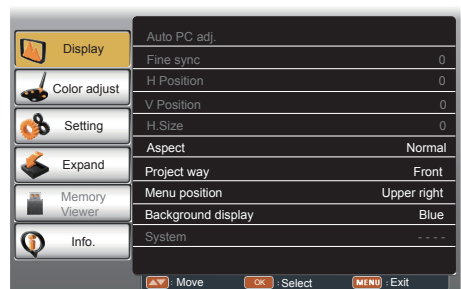 Display
Color adjust
Setting
Expand
Memory
Viewer
Info.
Auto PC adj.
Fine sync 0
H Position 0
V Position 0
H.Size 0
Aspect Normal
Project way Front
Menu position Upper right
Background display Blue
System - - - -
: Move OK : Select MENU : Exit